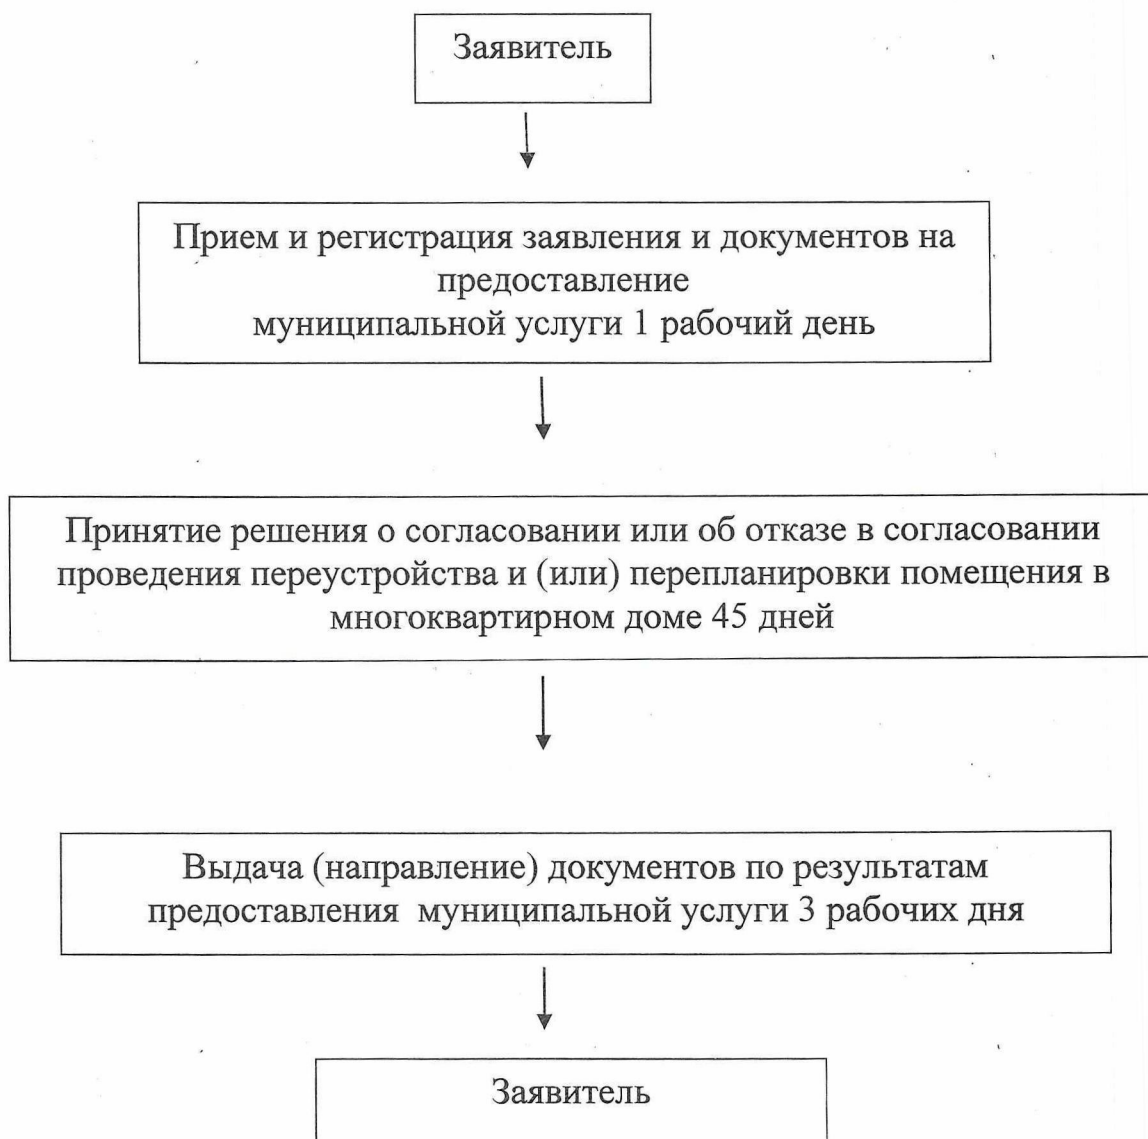 Заявитель
Прием и регистрация заявления и документов на
предоставление
муниципальной услуги 1 рабочий день
Принятие решения о согласовании или об отказе в согласовании
проведения переустройства и (или) перепланировки помещения в
многоквартирном доме 45 дней
Выдача (направление) документов по результатам
предоставления муниципальной услуги 3 рабочих дня
Заявитель